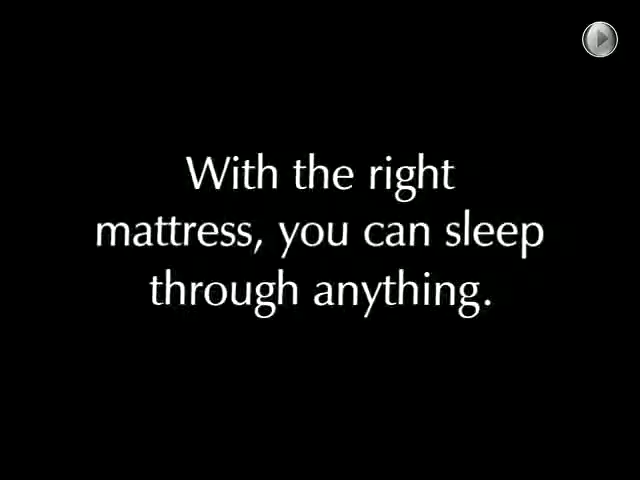 With the right
mattress, you can sleep
through anything.